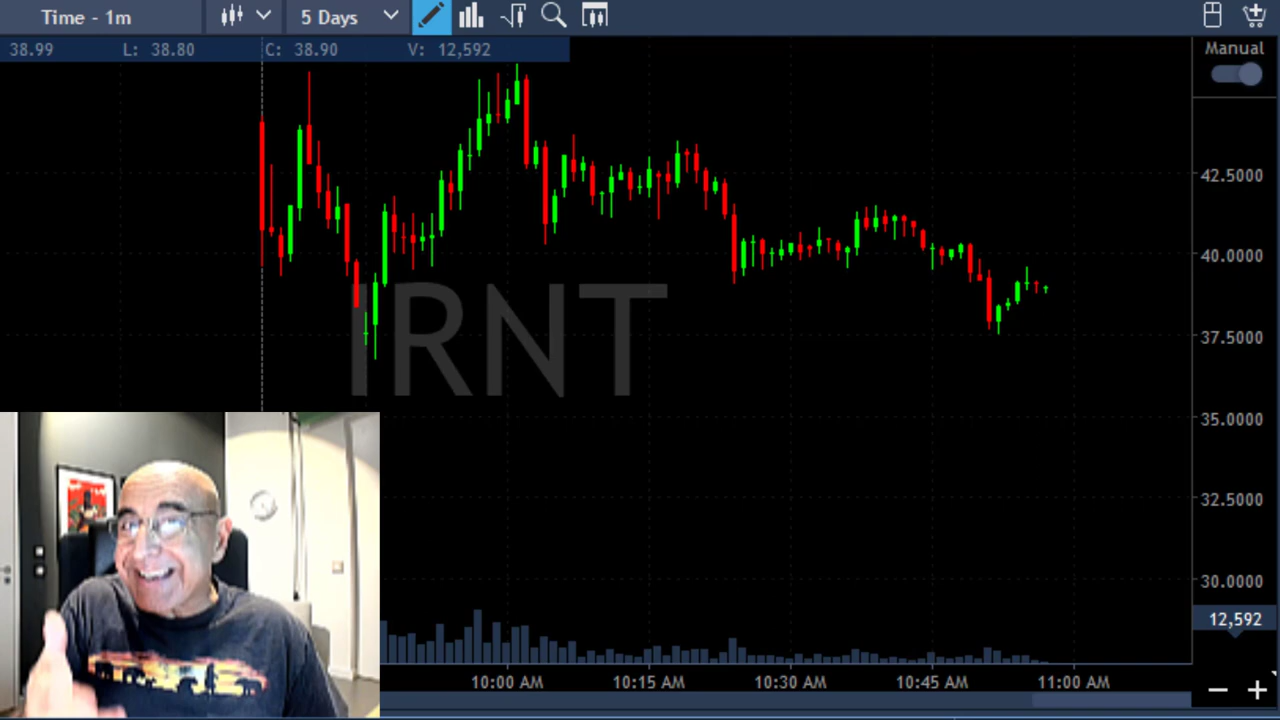 Time - 1m 5 Days
38.99 L: 38.80 C: 38.90 V: 12,592
Manual
42.5000
40.0000
IRNT
37.5000
35.0000
32.5000
30.0000
12,592
10:00 AM 10:15 AM 10:30 AM 10:45 AM 11:00 AM